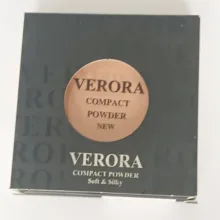 VERORA
COMPACT
POWDER
NEW
VERORA
COMPACT POWDER
Soft & Silky